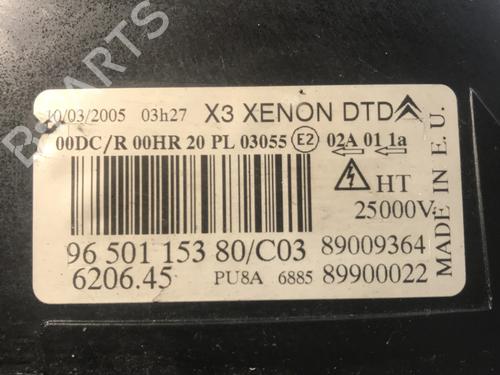 10/03/2005 03h27 X3 XENON DTD
00DC/R 00HR 20 PL 03055 E2 02A 01 1a
HT
25000V
96 501 153 80/C03 89009364
6206.45 PU8A 6885 89900022
MADE IN E.U.